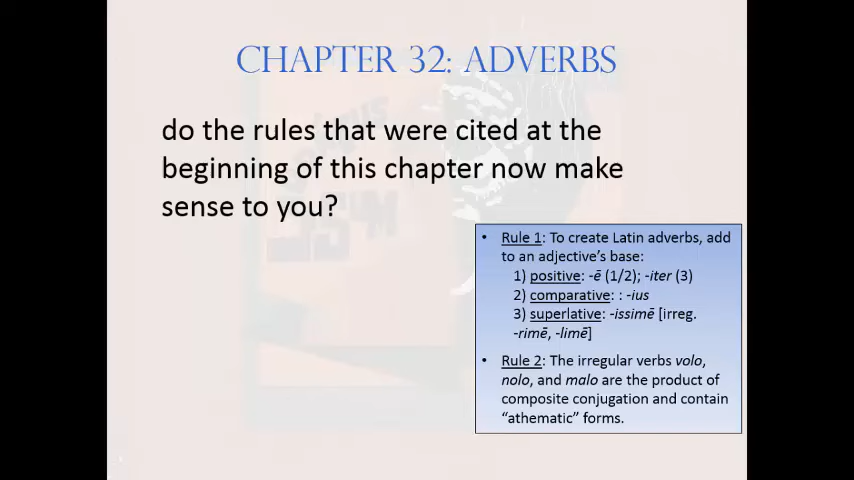 CHAPTER 32: ADVERBS
do the rules that were cited at the
beginning of this chapter now make
sense to you?
• Rule 1: To create Latin adverbs, add
to an adjective's base:
1) positive: -ē (1/2); -iter (3)
2) comparative: : -ius
3) superlative: -issimē [irreg.
-rimē, -limē]
• Rule 2: The irregular verbs volo,
nolo, and malo are the product of
composite conjugation and contain
“athematic” forms.